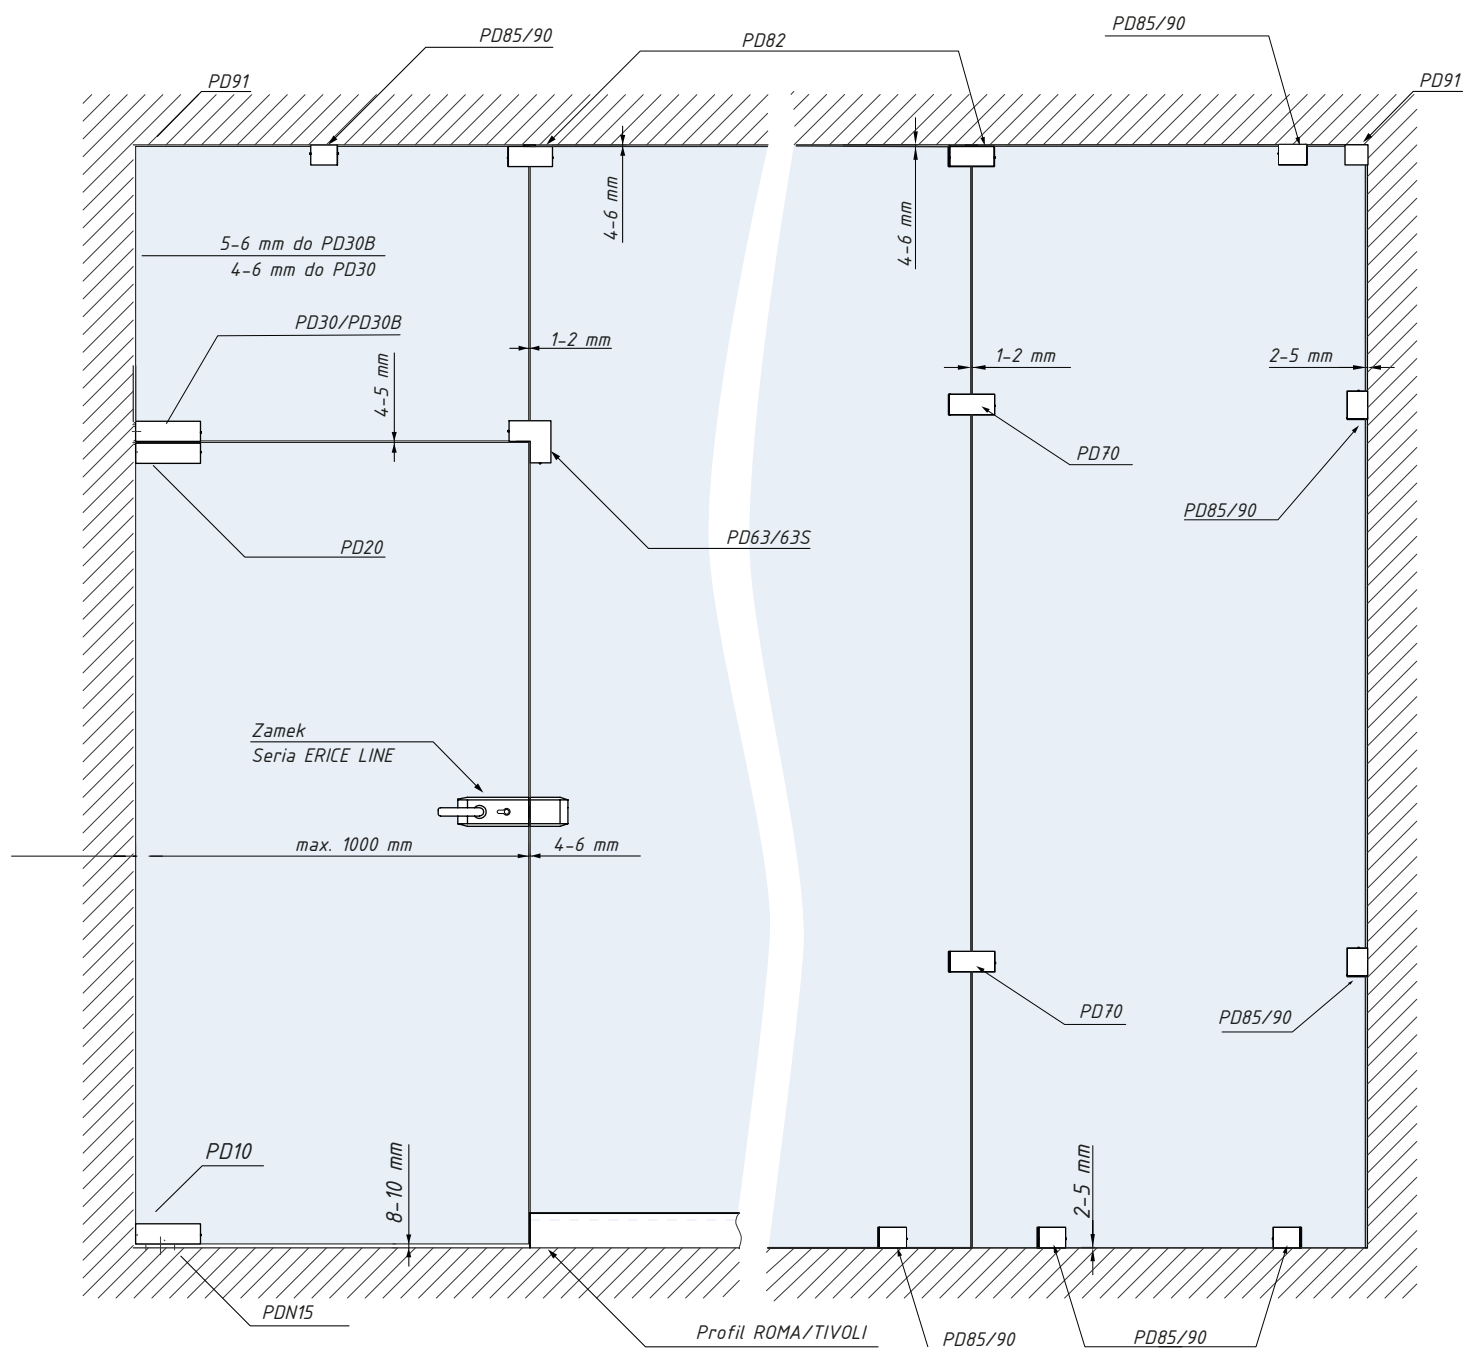 PD85/90
PD82
PD85/90
PD91
PD91
4-6 mm
4-6 mm
5-6 mm do PD30B
4-6 mm do PD30
PD30/PD30B
4-5 mm
1-2 mm
1-2 mm
2-5 mm
PD70
PD85/90
PD63/63S
PD20
Zamek
Seria ERICE LINE
max. 1000 mm
4-6 mm
PD70
PD85/90
PD10
8-10 mm
2-5 mm
PDN15
Profil ROMA/TIVOLI
PD85/90
PD85/90